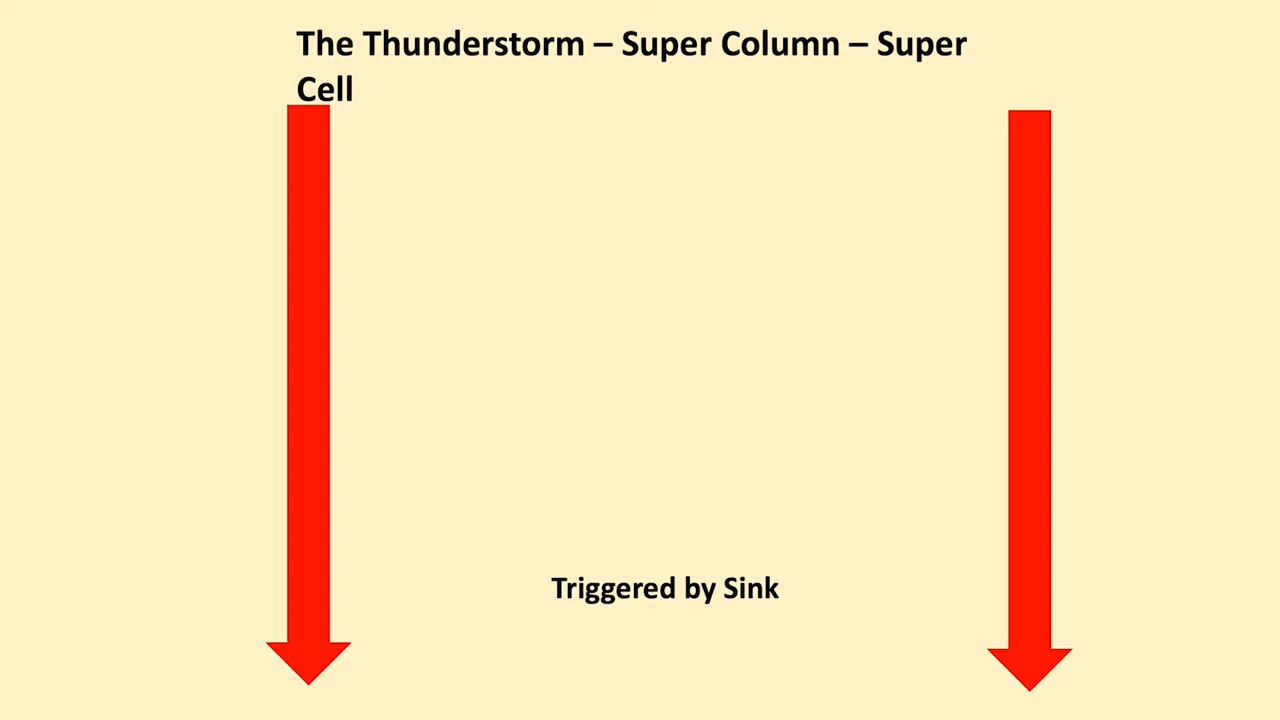 The Thunderstorm – Super Column – Super
Cell
Triggered by Sink